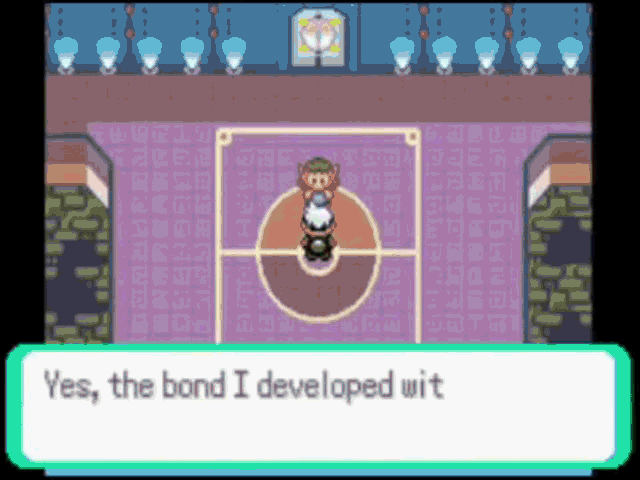 Yes, the bond I developed wit